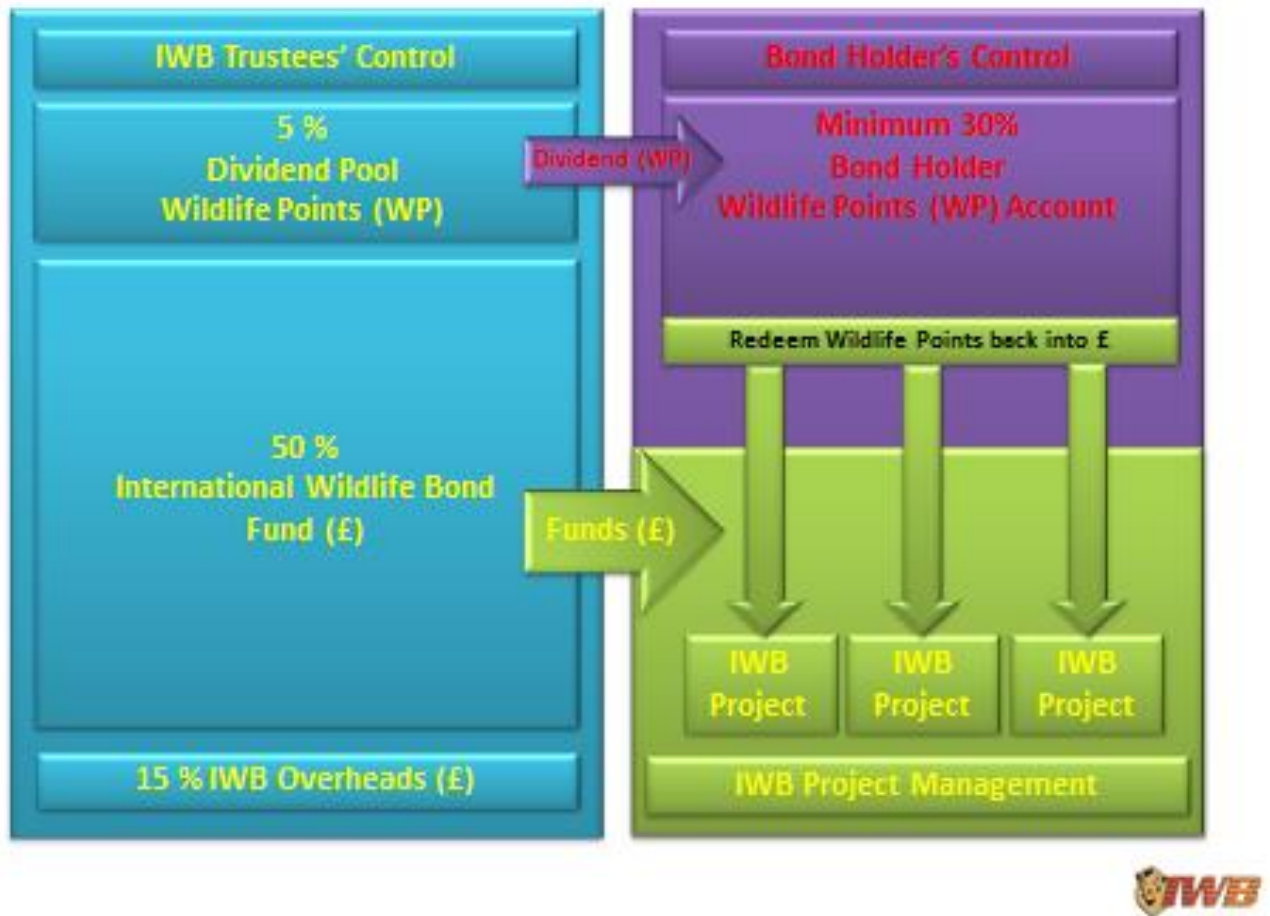 IWB Trustees' Control
5 %
Dividend Pool
Wildlife Points (WP)
50 %
International Wildlife Bond
Fund (£)
15 % IWB Overheads (£)
Dividend (WP)
Funds (£)
Bond Holder's Control
Minimum 30%
Bond Holder
Wildlife Points (WP) Account
Redeem Wildlife Points back into £
IWB
Project
IWB
Project
IWB
Project
IWB Project Management
IWB